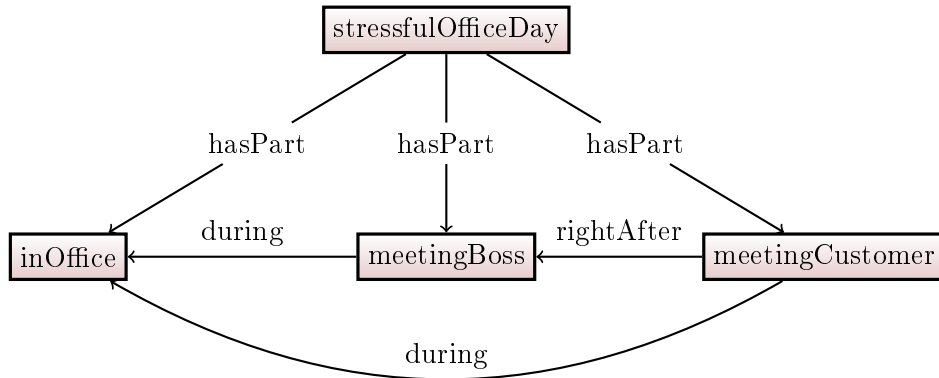 stressfulOfficeDay
hasPart hasPart hasPart
during rightAfter
inOffice meetingBoss meetingCustomer
during